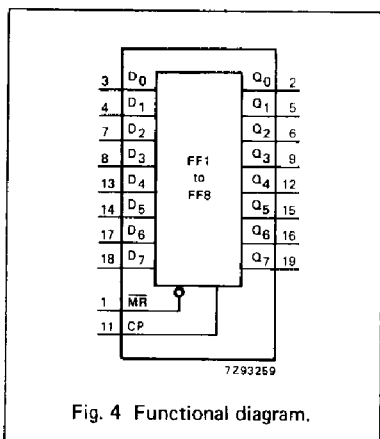 3 D0 Q0 2
4 D1 Q1 5
7 D2 Q2 6
8 D3 Q3 9
FF1
to
FF8
13 D4 Q4 12
14 D5 Q5 15
17 D6 Q6 16
18 D7 Q7 19
1 M̅R̅
11 CP
7Z93259
Fig. 4 Functional diagram.